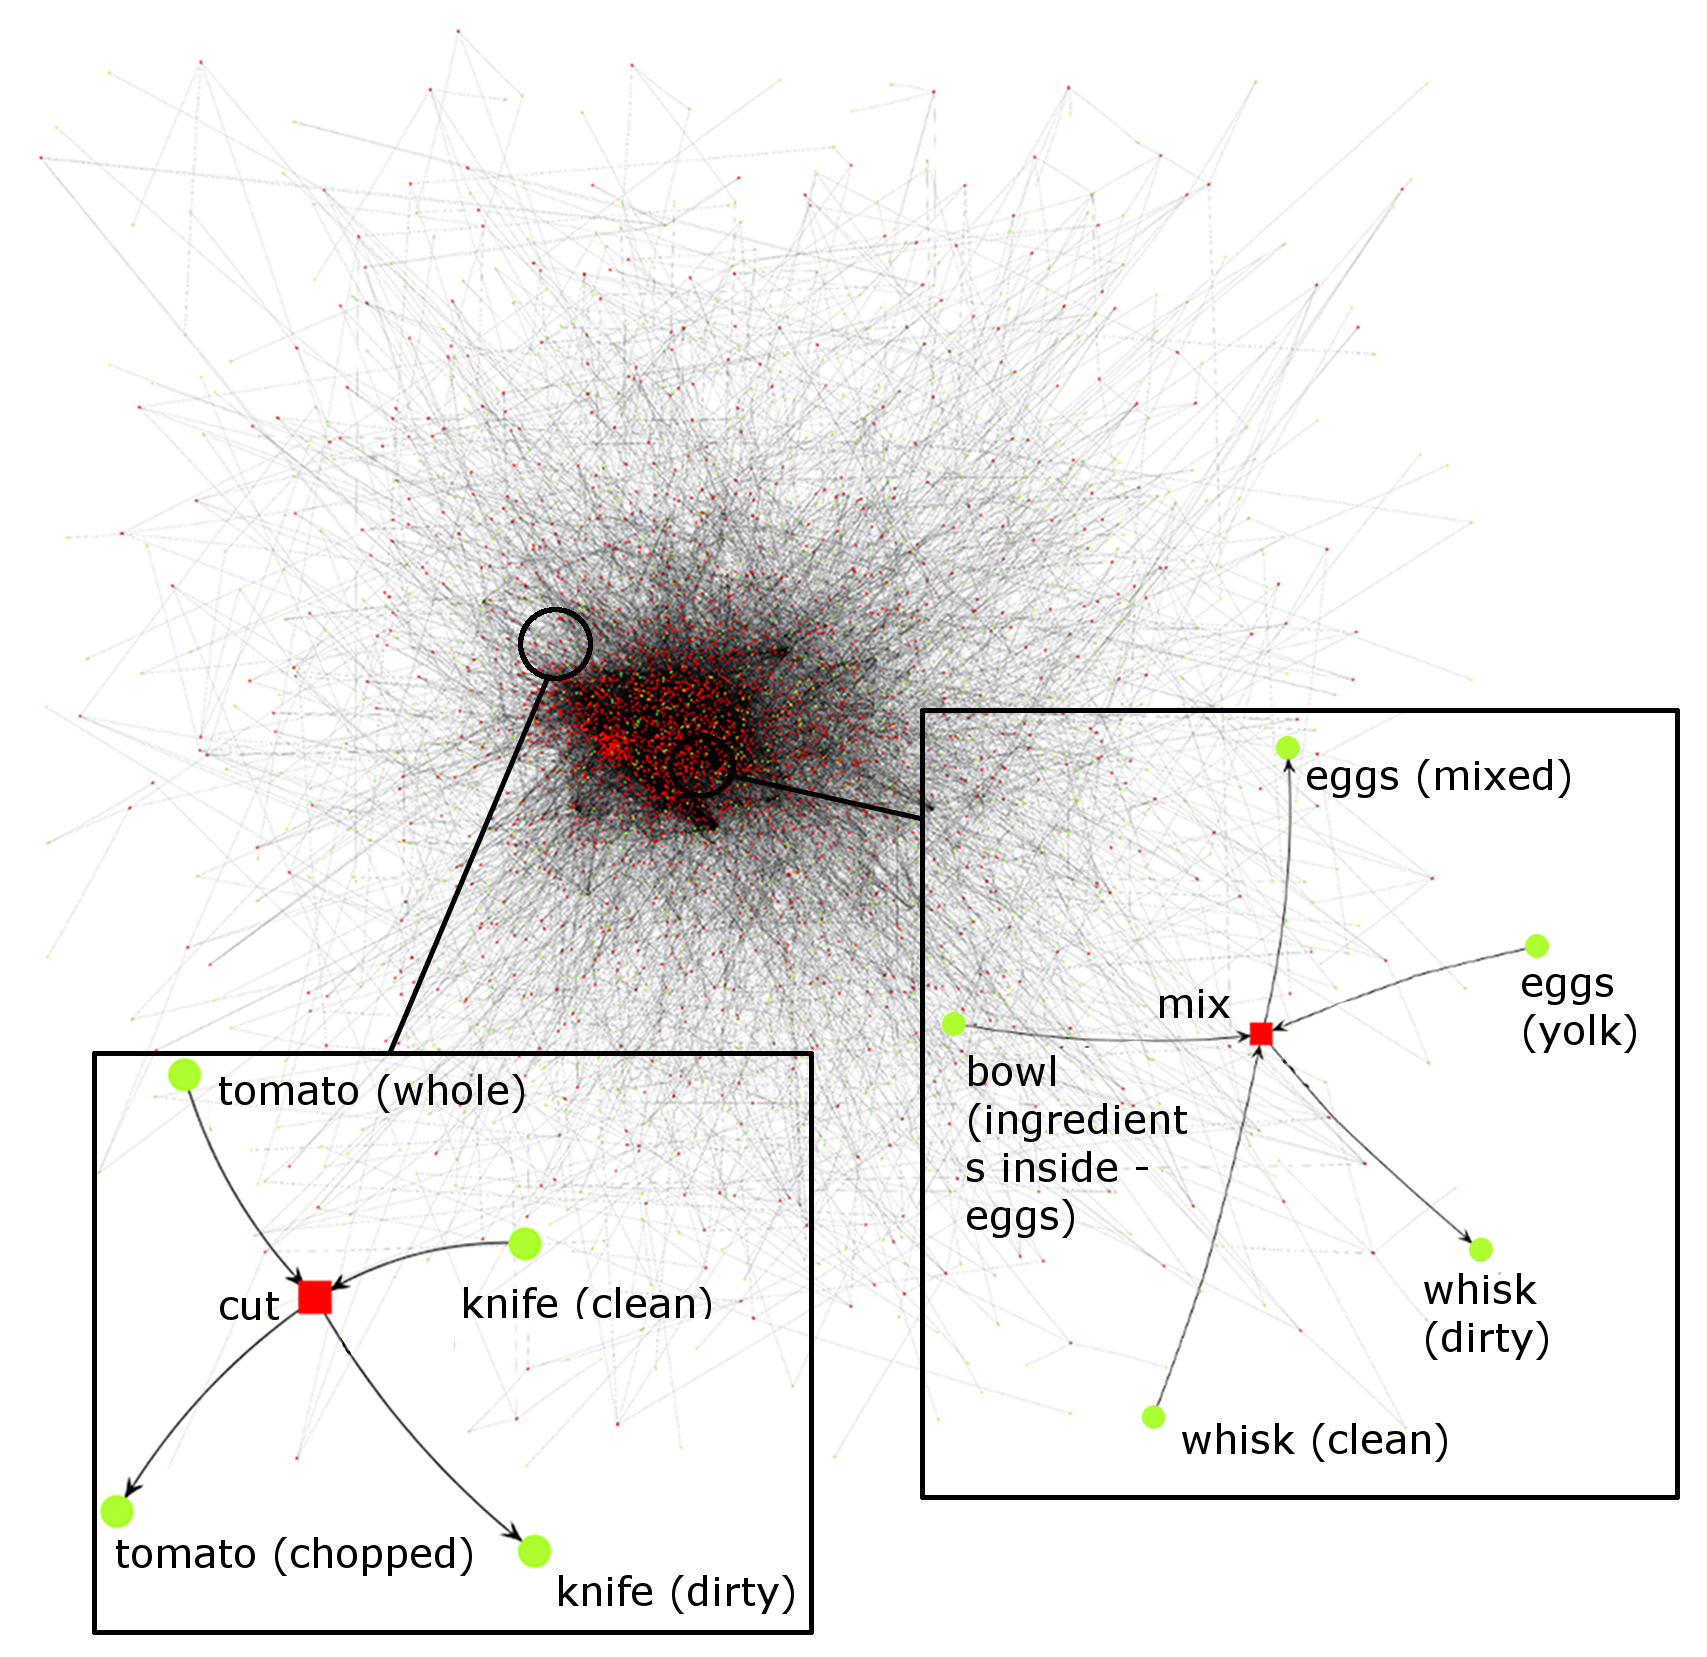 tomato (whole)
cut
knife (clean)
tomato (chopped)
knife (dirty)
eggs (mixed)
eggs
(yolk)
mix
bowl
(ingredient
s inside -
eggs)
whisk
(dirty)
whisk (clean)